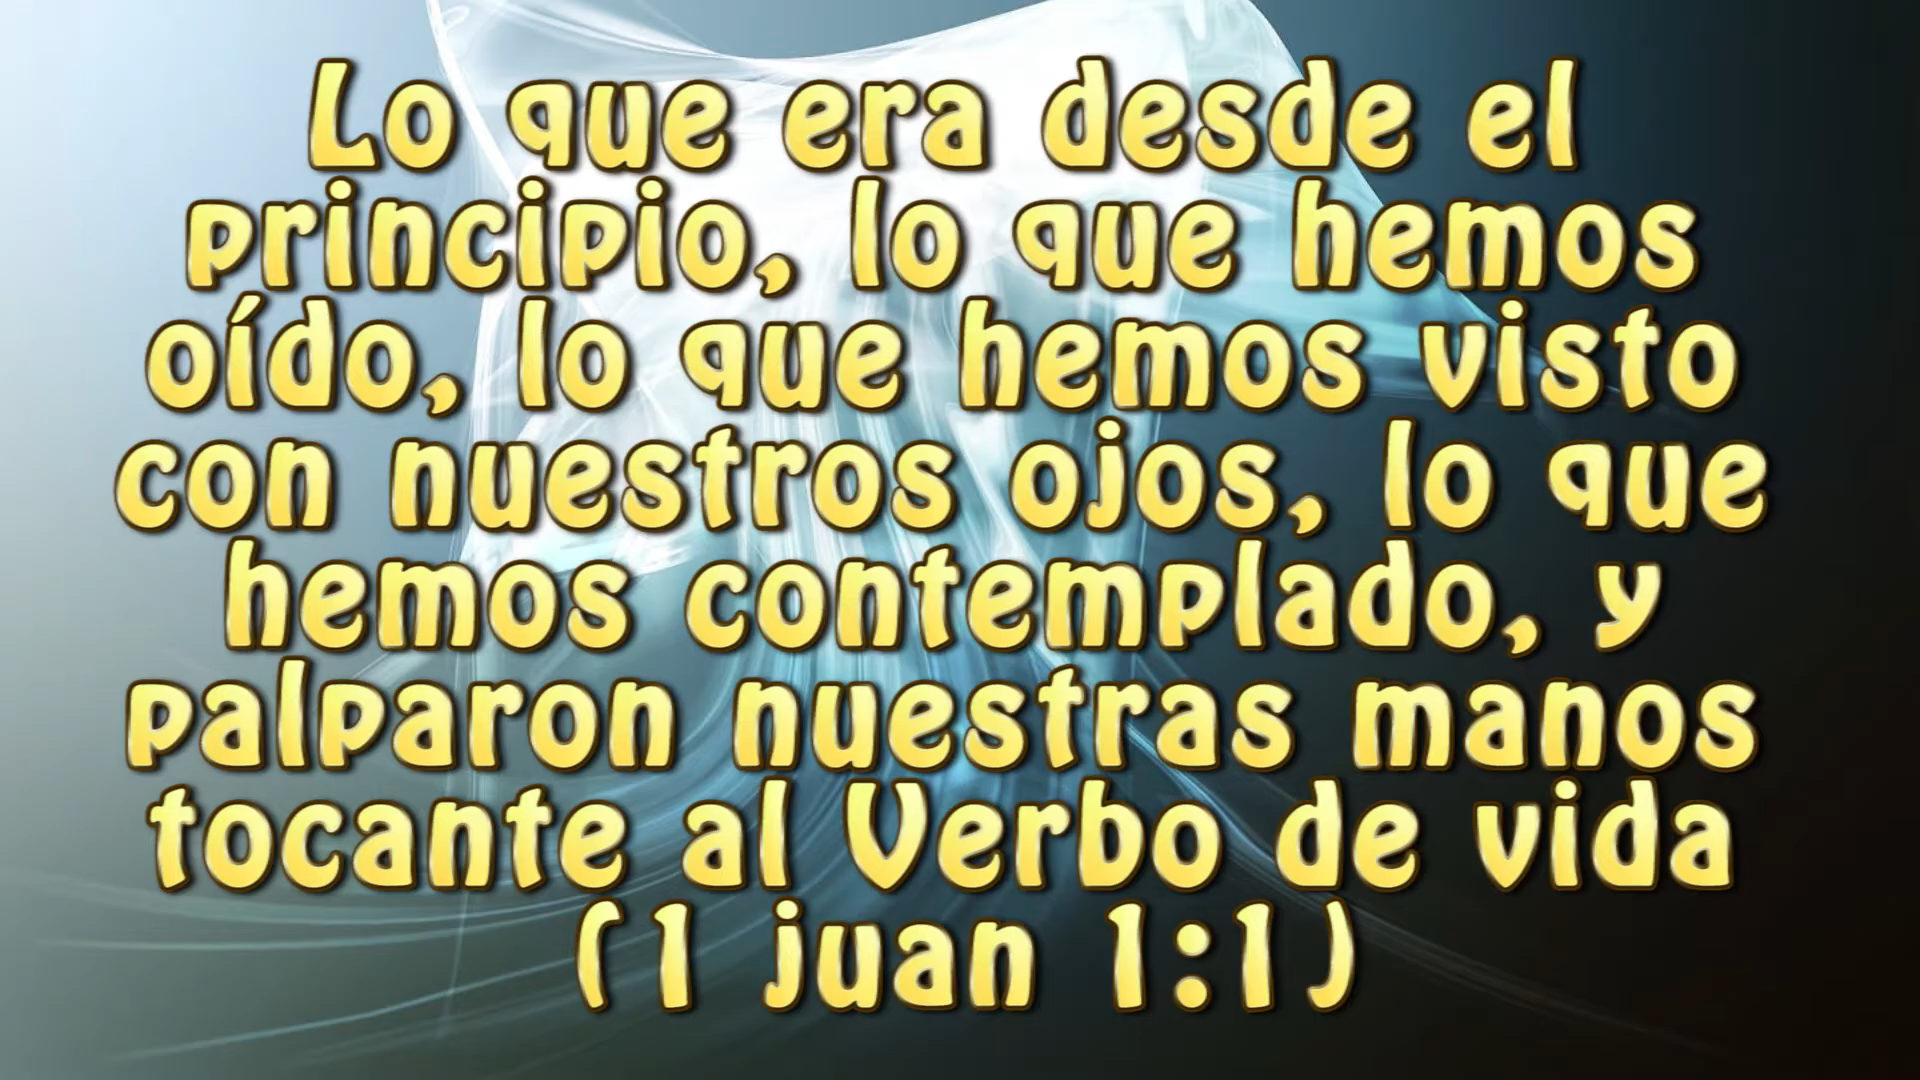 Lo que era desde el
principio, lo que hemos
oído, lo que hemos visto
con nuestros ojos, lo que
hemos contemplado, y
palparon nuestras manos
tocante al Verbo de vida
(1 juan 1:1)